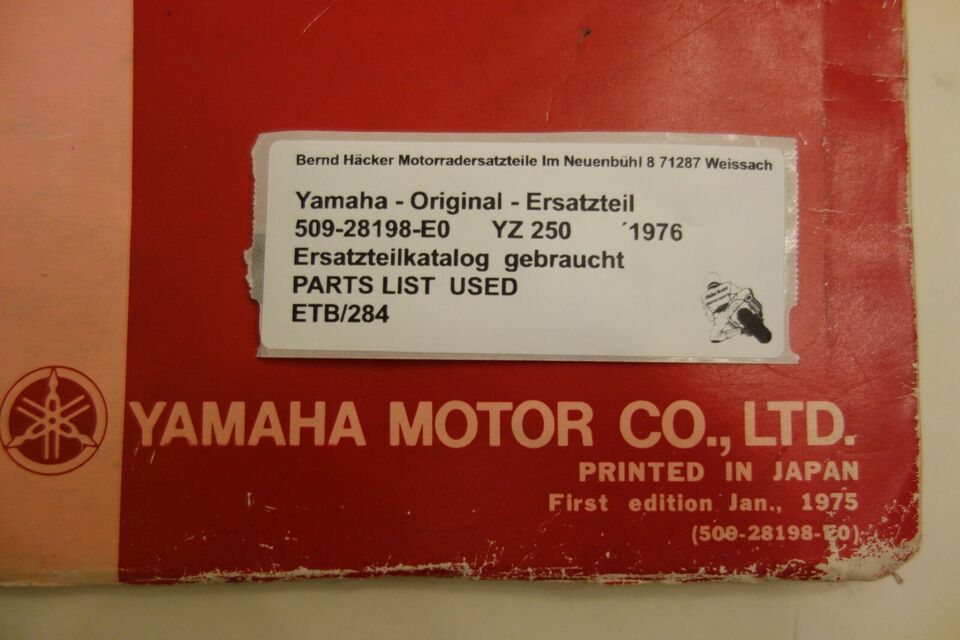 Bernd Häcker Motorradersatzteile Im Neuenbühl 8 71287 Weissach
Yamaha - Original - Ersatzteil
509-28198-E0 YZ 250 ´1976
Ersatzteilkatalog gebraucht
PARTS LIST USED
ETB/284
YAMAHA MOTOR CO., LTD.
PRINTED IN JAPAN
First edition Jan., 1975
(509-28198-E0)